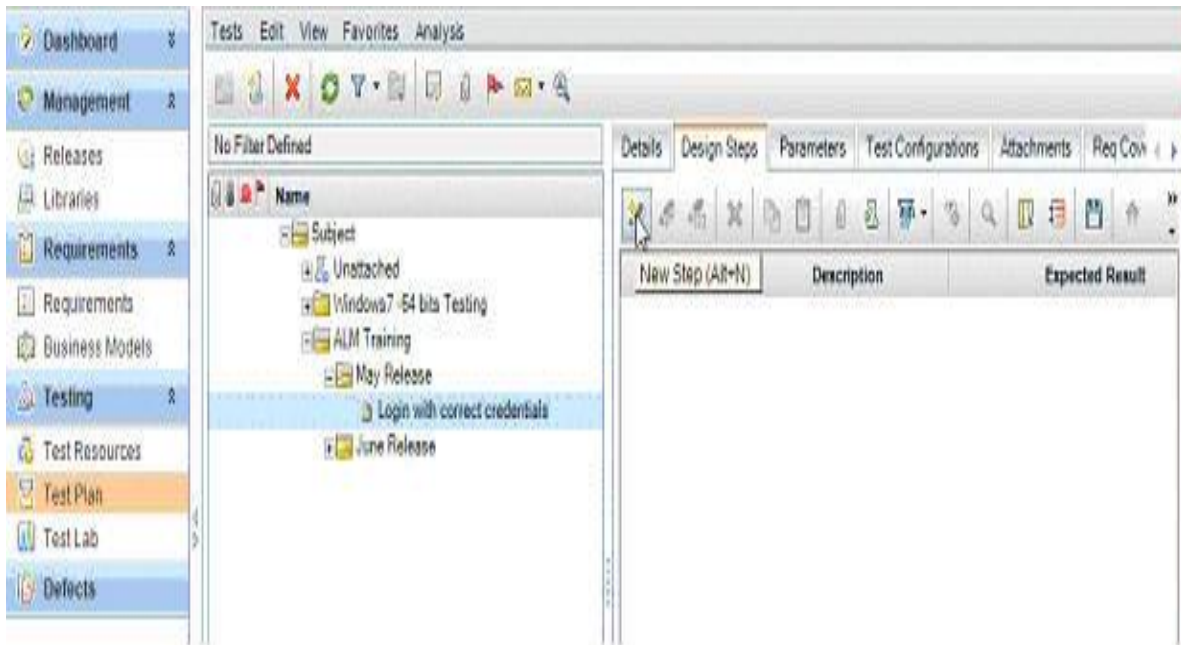 Dashboard
Management
Releases
Libraries
Requirements
Requirements
Business Models
Testing
Test Resources
Test Plan
Test Lab
Defects
Tests Edit View Favorites Analysis
No Filter Defined
Name
Subject
Unattached
Windows7 -64 bits Testing
ALM Training
May Release
Login with correct credentials
June Release
Details Design Steps Parameters Test Configurations Attachments Req Cov
New Step (Alt+N) Description Expected Result